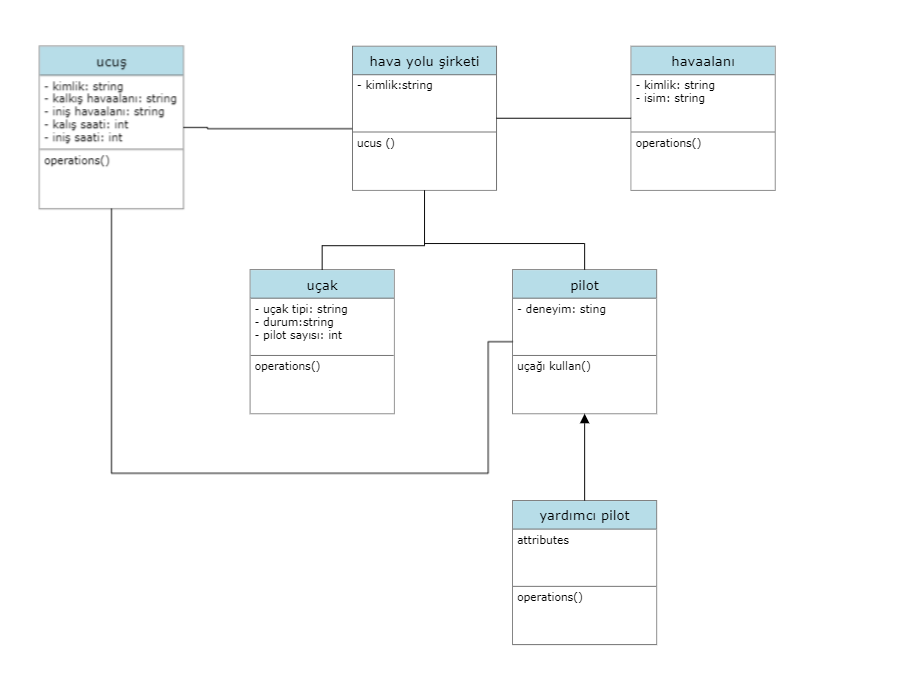 ucuş
- kimlik: string
- kalkış havaalanı: string
- iniş havaalanı: string
- kalış saati: int
- iniş saati: int
operations()
hava yolu şirketi
- kimlik:string
ucus ()
havaalanı
- kimlik: string
- isim: string
operations()
uçak
- uçak tipi: string
- durum:string
- pilot sayısı: int
operations()
pilot
- deneyim: sting
uçağı kullan()
yardımcı pilot
attributes
operations()